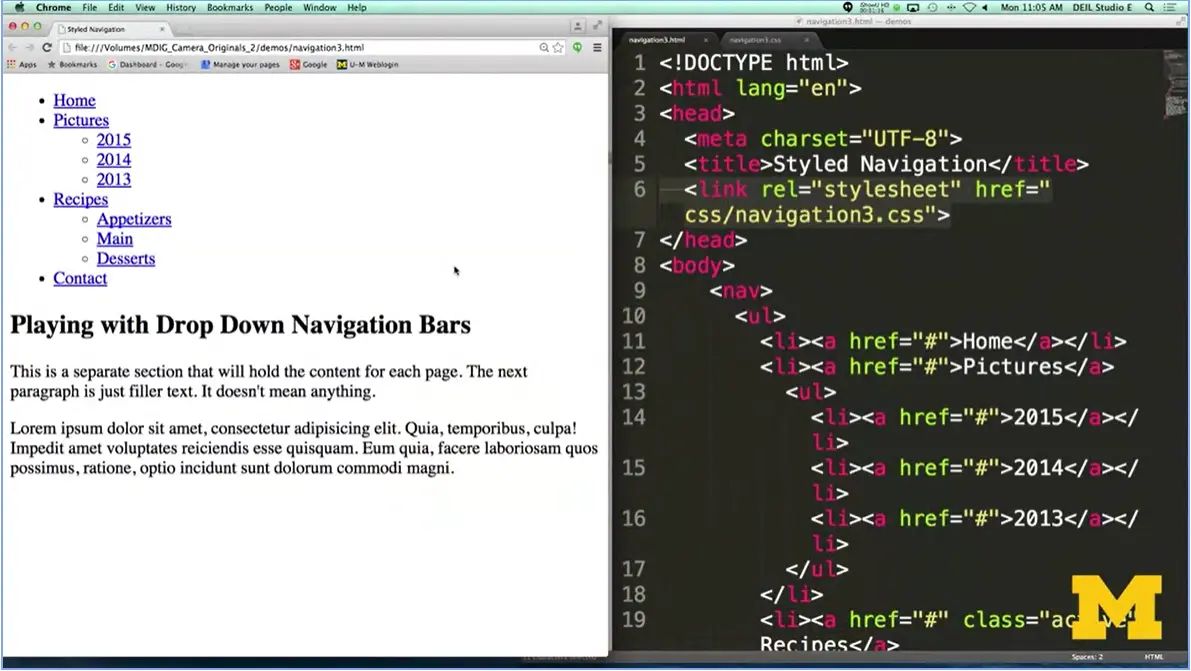 Chrome File Edit View History Bookmarks People Window Help
Mon 11:05 AM DEIL Studio E
Styled Navigation
navigation3.html — demos
file:///Volumes/MDIG_Camera_Originals_2/demos/navigation3.html
Apps Bookmarks Dashboard - Goog Manage your pages Google U-M Weblogin
Home
Pictures
2015
2014
2013
Recipes
Appetizers
Main
Desserts
Contact
Playing with Drop Down Navigation Bars
This is a separate section that will hold the content for each page. The next
paragraph is just filler text. It doesn't mean anything.
Lorem ipsum dolor sit amet, consectetur adipisicing elit. Quia, temporibus, culpa!
Impedit amet voluptates reiciendis esse quisquam. Eum quia, facere laboriosam quos
possimus, ratione, optio incidunt sunt dolorum commodi magni.
navigation3.html navigation3.css
1 <!DOCTYPE html>
2 <html lang="en">
3 <head>
4 <meta charset="UTF-8">
5 <title>Styled Navigation</title>
6 <link rel="stylesheet" href="
css/navigation3.css">
7 </head>
8 <body>
9 <nav>
10 <ul>
11 <li><a href="#">Home</a></li>
12 <li><a href="#">Pictures</a>
13 <ul>
14 <li><a href="#">2015</a></
li>
15 <li><a href="#">2014</a></
li>
16 <li><a href="#">2013</a></
li>
17 </ul>
18 </li>
19 <li><a href="#" class="active"
Recipes</a>
M
Spaces: 2 HTML